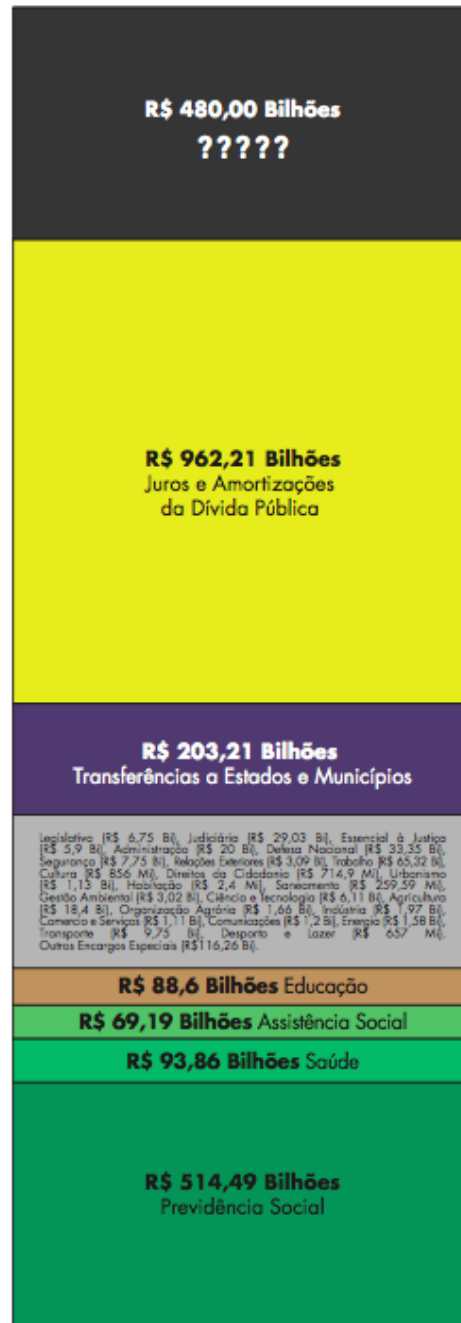 R$ 480,00 Bilhões
?????
R$ 962,21 Bilhões
Juros e Amortizações
da Dívida Pública
R$ 203,21 Bilhões
Transferências a Estados e Municípios
Legislativo (R$ 6,75 Bi), Judiciário (R$ 29,03 Bi), Essencial à Justiça
(R$ 5,9 Bi), Administração (R$ 20 Bi), Defesa Nacional (R$ 33,35 Bi),
Segurança (R$ 7,75 Bi), Relações Exteriores (R$ 3,09 Bi), Trabalho (R$ 65,32 Bi),
Cultura (R$ 856 Mi), Direitos da Cidadania (R$ 714,9 Mi), Urbanismo
(R$ 1,13 Bi), Habitação (R$ 2,4 Mi), Saneamento (R$ 259,59 Mi),
Gestão Ambiental (R$ 3,02 Bi), Ciência e Tecnologia (R$ 6,11 Bi), Agricultura
(R$ 18,4 Bi), Organização Agrária (R$ 1,66 Bi), Indústria (R$ 1,97 Bi),
Comercio e Serviços (R$ 1,11 Bi), Comunicações (R$ 1,2 Bi), Energia (R$ 1,58 Bi),
Transporte (R$ 9,75 Bi), Desporto e Lazer (R$ 657 Mi).
Outros Encargos Especiais (R$116,26 Bi).
R$ 88,6 Bilhões Educação
R$ 69,19 Bilhões Assistência Social
R$ 93,86 Bilhões Saúde
R$ 514,49 Bilhões
Previdência Social